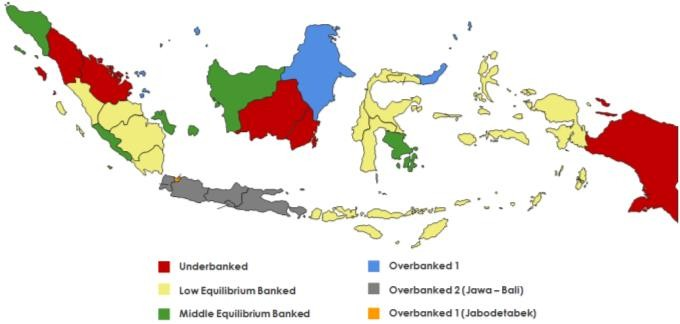 Underbanked
Low Equilibrium Banked
Middle Equilibrium Banked
Overbanked 1
Overbanked 2 (Jawa – Bali)
Overbanked 1 (Jabodetabek)